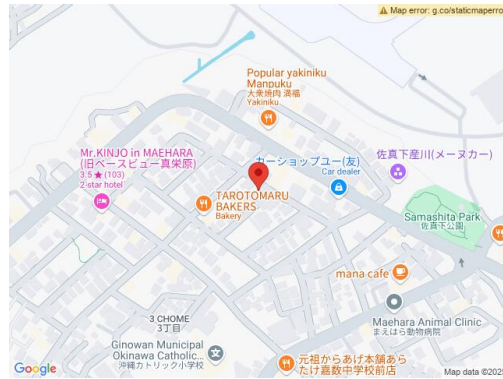 Map error: g.co/staticmaperro
Popular yakiniku
Manpuku
大衆焼肉 満福
Yakiniku
Mr.KINJO in MAEHARA
(旧ベースビュー真栄原)
3.5★(103)
2-star hotel
カーショップユー(友)
Car dealer
佐真下産川(メーカー)
TAROTOMARU
BAKERS
Bakery
Samashita Park
佐真下公園
mana cafe
3 CHOME
3丁目
Maehara Animal Clinic
まえはら動物病院
Ginowan Municipal
Okinawa Catholic...
沖縄カトリック小学校
元祖からあげ本舗あら
たけ嘉数中学校前店
Google
Map data ©202